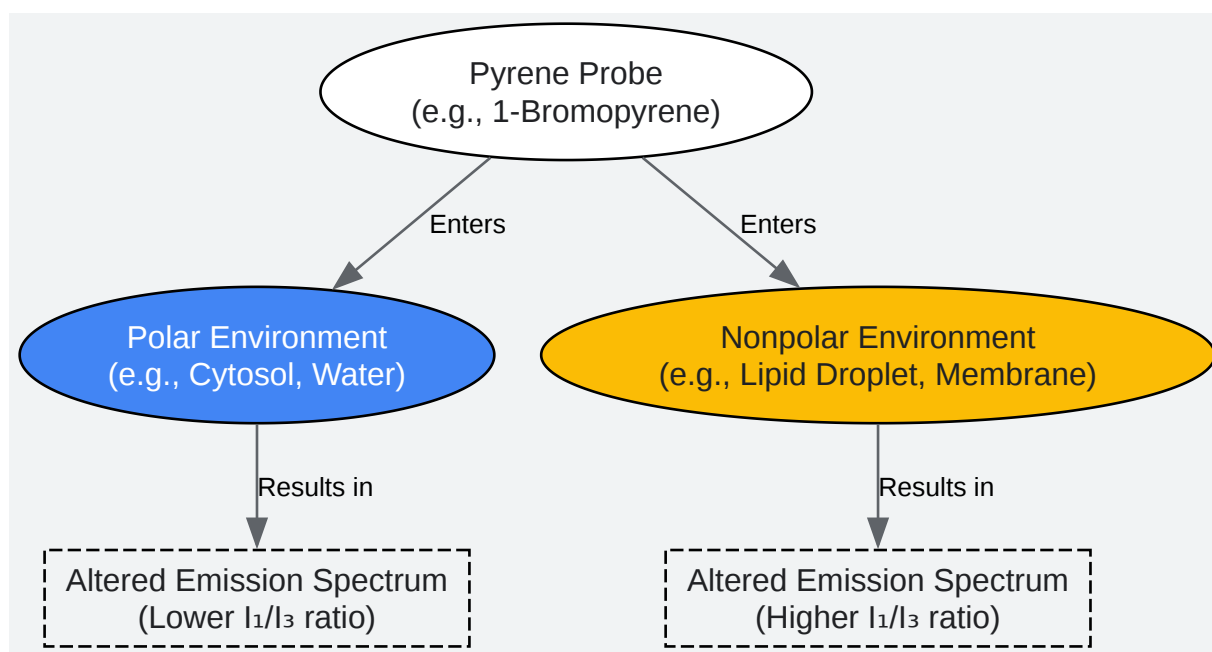 Pyrene Probe
(e.g., 1-Bromopyrene)
Enters
Enters
Polar Environment
(e.g., Cytosol, Water)
Nonpolar Environment
(e.g., Lipid Droplet, Membrane)
Results in
Results in
Altered Emission Spectrum
(Lower I₁/I₃ ratio)
Altered Emission Spectrum
(Higher I₁/I₃ ratio)